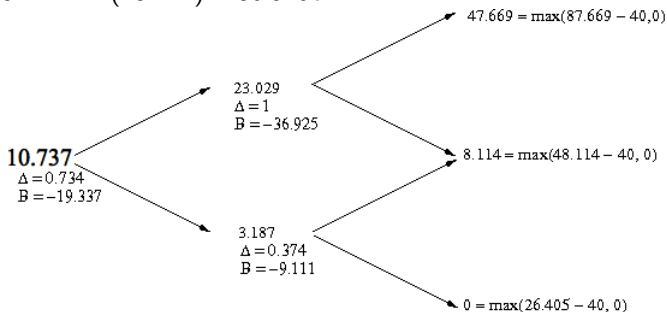 47.669 = max(87.669 − 40,0)
23.029
Δ = 1
B = −36.925
10.737
Δ = 0.734
B = −19.337
8.114 = max(48.114 − 40, 0)
3.187
Δ = 0.374
B = −9.111
0 = max(26.405 − 40, 0)